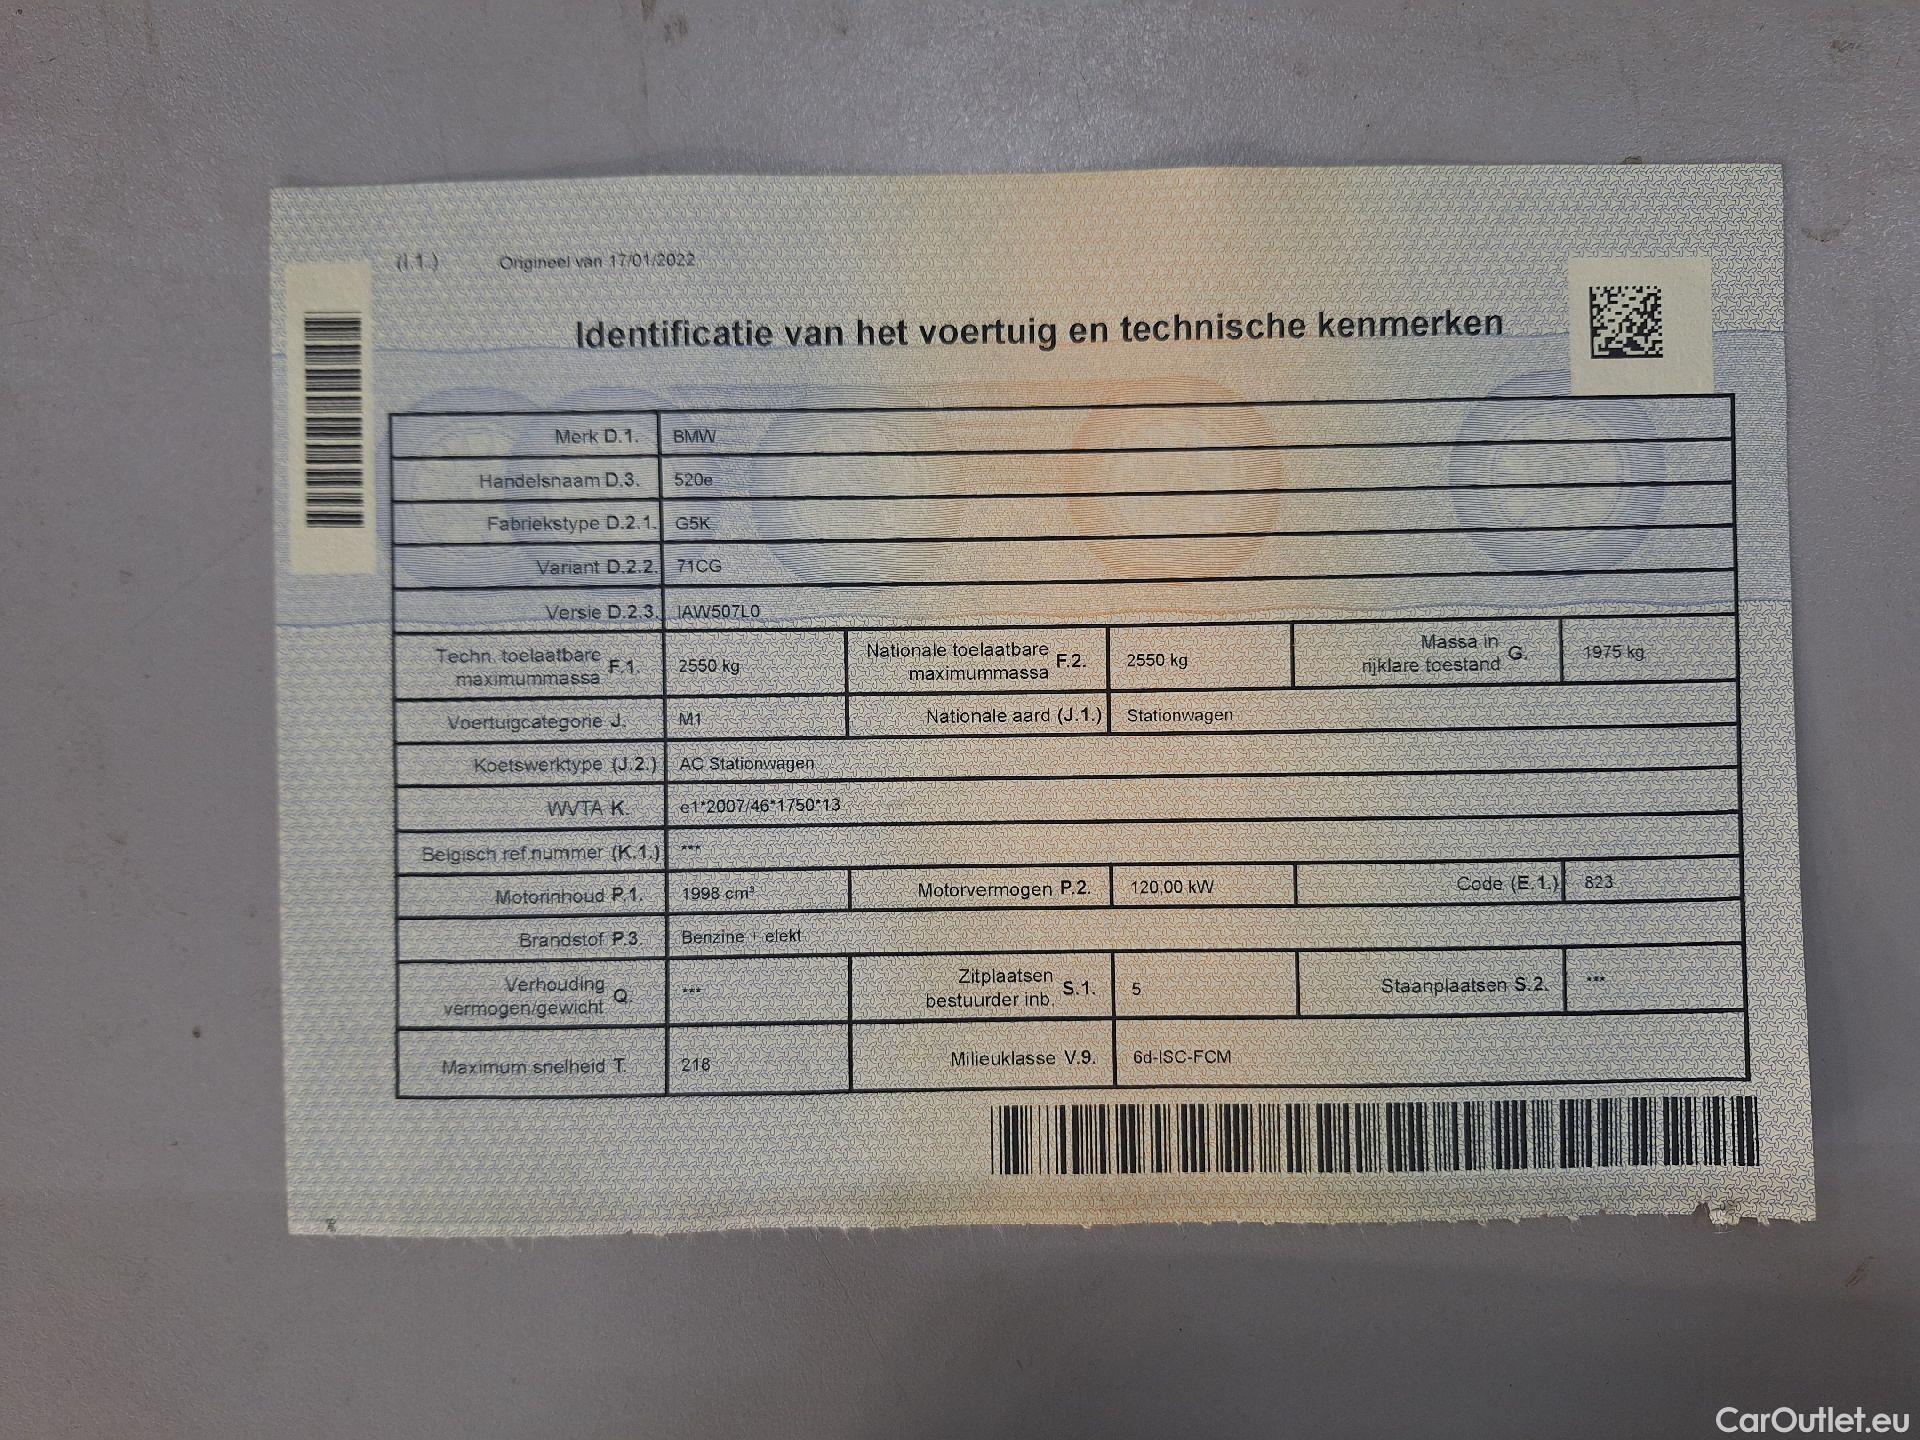 (I.1.) Origineel van 17/01/2022
Identificatie van het voertuig en technische kenmerken
Merk D.1. BMW
Handelsnaam D.3. 520e
Fabriekstype D.2.1. G5K
Variant D.2.2. 71CG
Versie D.2.3. IAW507L0
Techn. toelaatbare maximummassa F.1. 2550 kg Nationale toelaatbare maximummassa F.2. 2550 kg Massa in rijklare toestand G. 1975 kg
Voertuigcategorie J. M1 Nationale aard (J.1.) Stationwagen
Koetswerktype (J.2.) AC Stationwagen
WVTA K. e1*2007/46*1750*13
Belgisch ref.nummer (K.1.) ***
Motorinhoud P.1. 1998 cm³ Motorvermogen P.2. 120,00 kW Code (E.1.) 823
Brandstof P.3. Benzine + elekt
Verhouding vermogen/gewicht Q. *** Zitplaatsen bestuurder inb. S.1. 5 Staanplaatsen S.2. ***
Maximum snelheid T. 218 Milieuklasse V.9. 6d-ISC-FCM
CarOutlet.eu